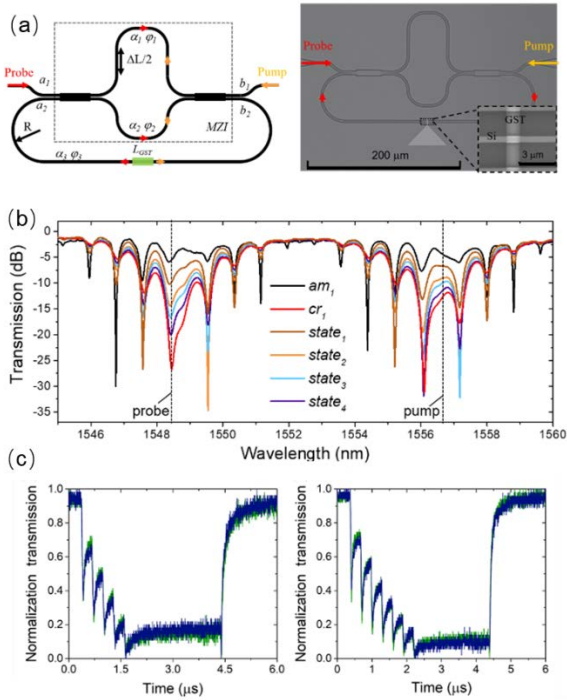 (a)
α1 φ1
ΔL/2
Probe
a1
a2
b1
Pump
b2
α2 φ2
MZI
R
α3 φ3
LGST
Probe
Pump
GST
Si
200 μm
3 μm
(b)
Transmission (dB)
0
-5
-10
-15
-20
-25
-30
-35
am1
cr1
state1
state2
state3
state4
probe
pump
1546
1548
1550
1552
1554
1556
1558
1560
Wavelength (nm)
(c)
Normalization transmission
1.0
0.8
0.6
0.4
0.2
0.0
0.0
1.5
3.0
4.5
6.0
Time (μs)
Normalization transmission
1.0
0.8
0.6
0.4
0.2
0.0
0
1
2
3
4
5
6
Time (μs)